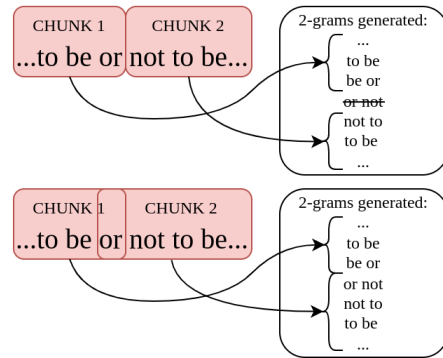 CHUNK 1 CHUNK 2
...to be or not to be...
2-grams generated:
...
to be
be or
or not
not to
to be
...
CHUNK 1 CHUNK 2
...to be or not to be...
2-grams generated:
...
to be
be or
or not
not to
to be
...